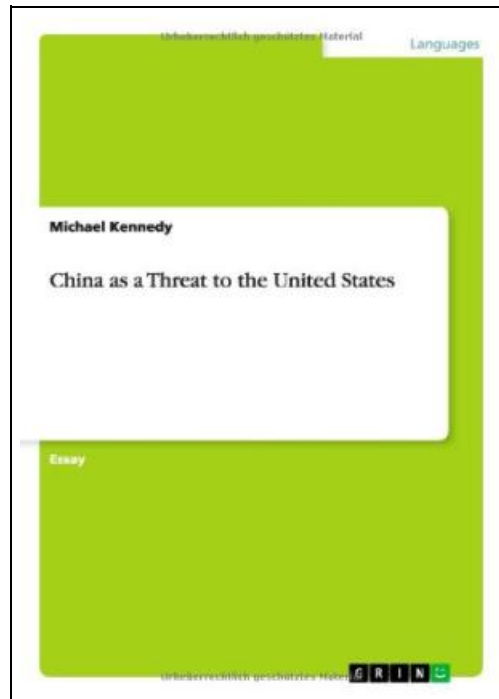 Urheberrechtlich geschütztes Material
Languages
Michael Kennedy
China as a Threat to the United States
Essay
Urheberrechtlich geschütztes Material
GRIN